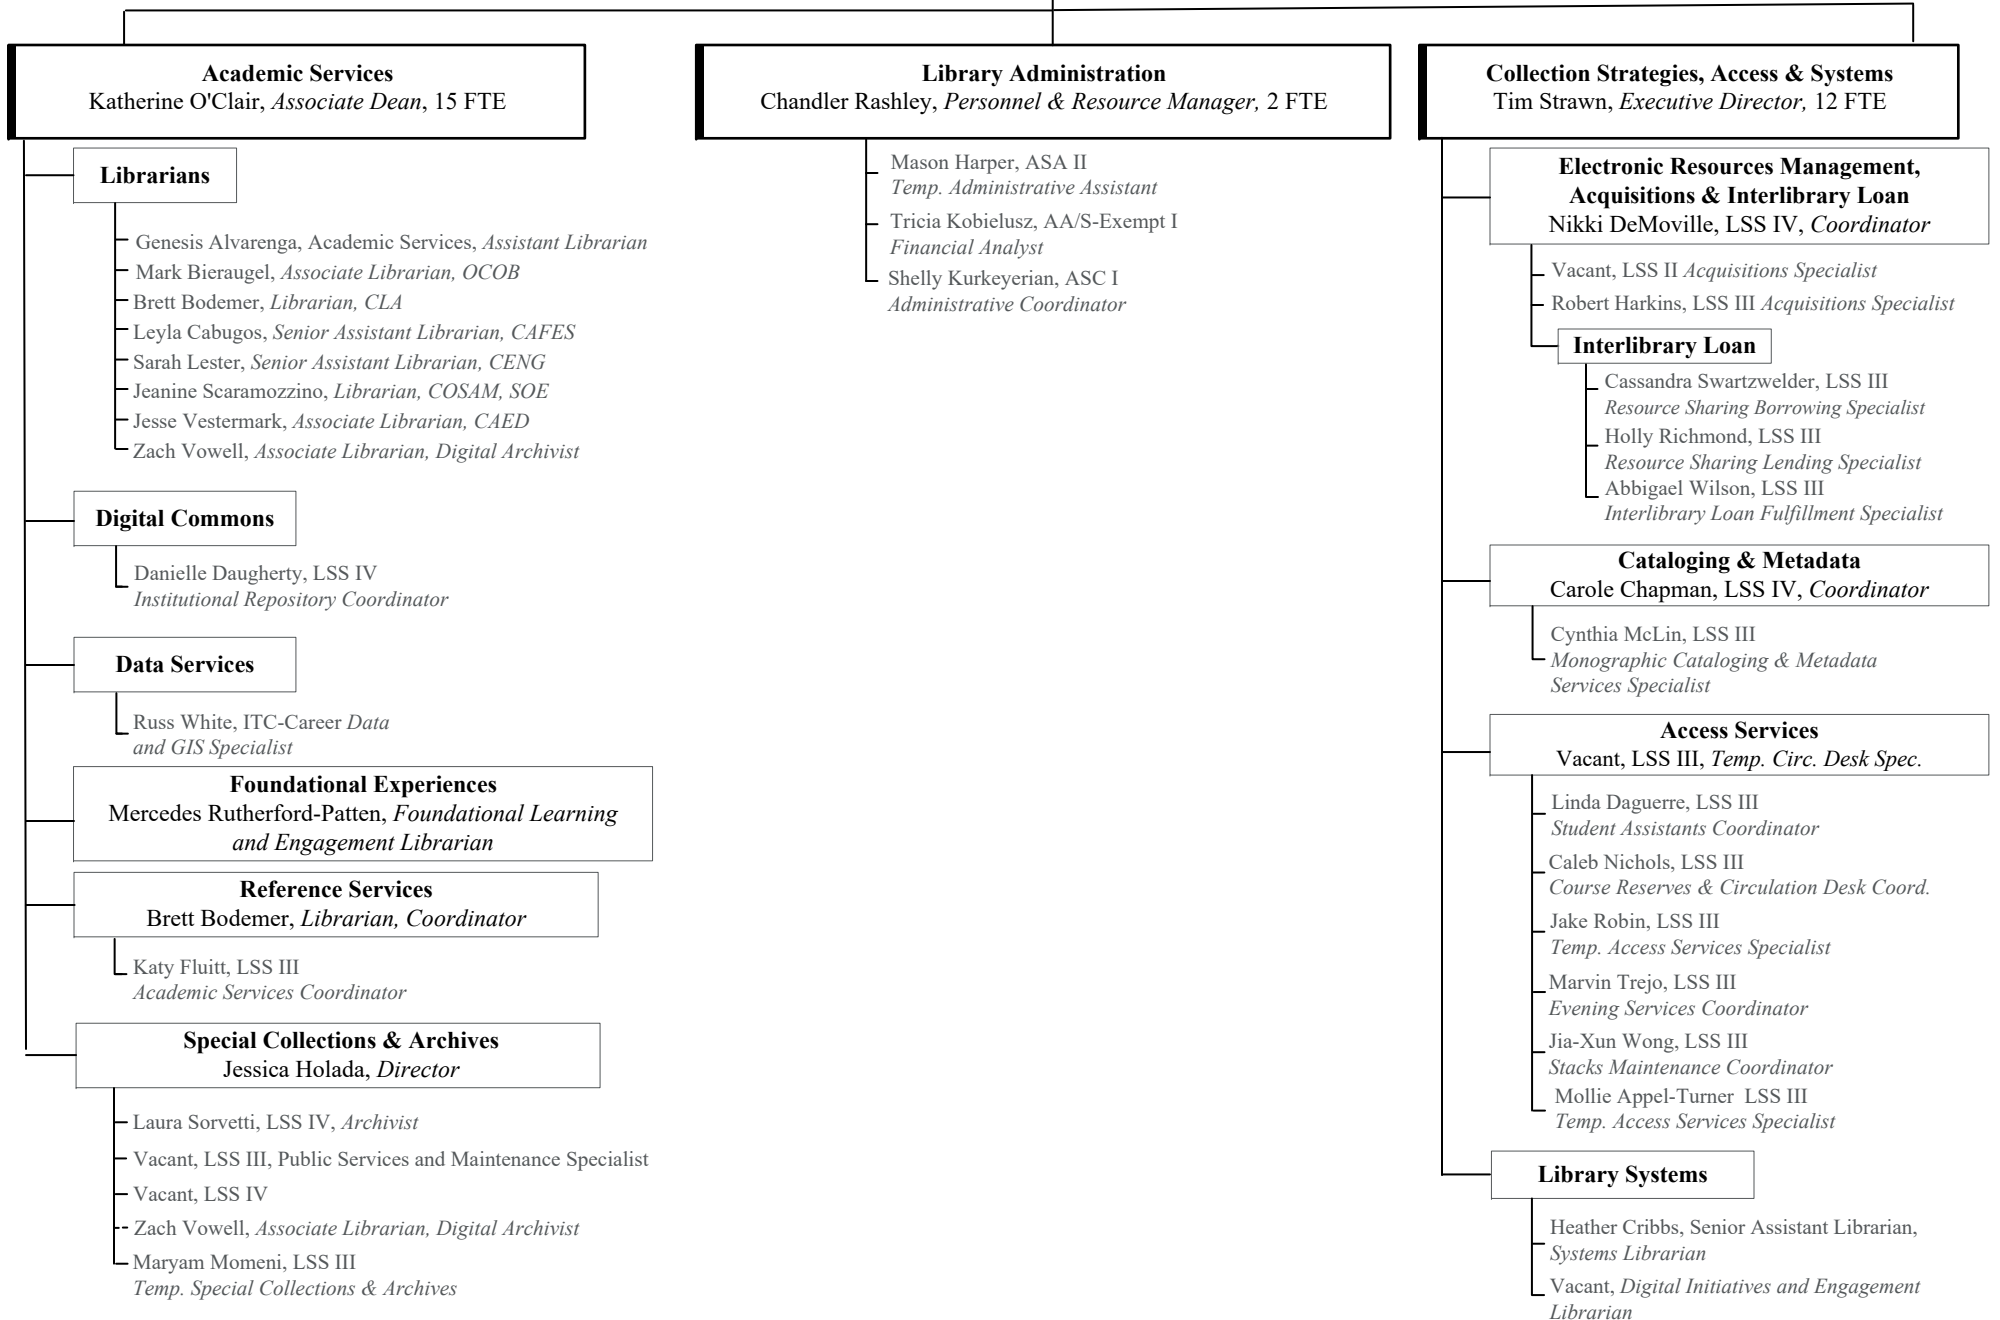 Academic Services
Katherine O'Clair, Associate Dean, 15 FTE
Librarians
Genesis Alvarenga, Academic Services, Assistant Librarian
Mark Bieraugel, Associate Librarian, OCOB
Brett Bodemer, Librarian, CLA
Leyla Cabugos, Senior Assistant Librarian, CAFES
Sarah Lester, Senior Assistant Librarian, CENG
Jeanine Scaramozzino, Librarian, COSAM, SOE
Jesse Vestermark, Associate Librarian, CAED
Zach Vowell, Associate Librarian, Digital Archivist
Digital Commons
Danielle Daugherty, LSS IV
Institutional Repository Coordinator
Data Services
Russ White, ITC-Career Data
and GIS Specialist
Foundational Experiences
Mercedes Rutherford-Patten, Foundational Learning
and Engagement Librarian
Reference Services
Brett Bodemer, Librarian, Coordinator
Katy Fluitt, LSS III
Academic Services Coordinator
Special Collections & Archives
Jessica Holada, Director
Laura Sorvetti, LSS IV, Archivist
Vacant, LSS III, Public Services and Maintenance Specialist
Vacant, LSS IV
Zach Vowell, Associate Librarian, Digital Archivist
Maryam Momeni, LSS III
Temp. Special Collections & Archives
Library Administration
Chandler Rashley, Personnel & Resource Manager, 2 FTE
Mason Harper, ASA II
Temp. Administrative Assistant
Tricia Kobielusz, AA/S-Exempt I
Financial Analyst
Shelly Kurkeyerian, ASC I
Administrative Coordinator
Collection Strategies, Access & Systems
Tim Strawn, Executive Director, 12 FTE
Electronic Resources Management,
Acquisitions & Interlibrary Loan
Nikki DeMoville, LSS IV, Coordinator
Vacant, LSS II Acquisitions Specialist
Robert Harkins, LSS III Acquisitions Specialist
Interlibrary Loan
Cassandra Swartzwelder, LSS III
Resource Sharing Borrowing Specialist
Holly Richmond, LSS III
Resource Sharing Lending Specialist
Abbigael Wilson, LSS III
Interlibrary Loan Fulfillment Specialist
Cataloging & Metadata
Carole Chapman, LSS IV, Coordinator
Cynthia McLin, LSS III
Monographic Cataloging & Metadata
Services Specialist
Access Services
Vacant, LSS III, Temp. Circ. Desk Spec.
Linda Daguerre, LSS III
Student Assistants Coordinator
Caleb Nichols, LSS III
Course Reserves & Circulation Desk Coord.
Jake Robin, LSS III
Temp. Access Services Specialist
Marvin Trejo, LSS III
Evening Services Coordinator
Jia-Xun Wong, LSS III
Stacks Maintenance Coordinator
Mollie Appel-Turner LSS III
Temp. Access Services Specialist
Library Systems
Heather Cribbs, Senior Assistant Librarian,
Systems Librarian
Vacant, Digital Initiatives and Engagement
Librarian